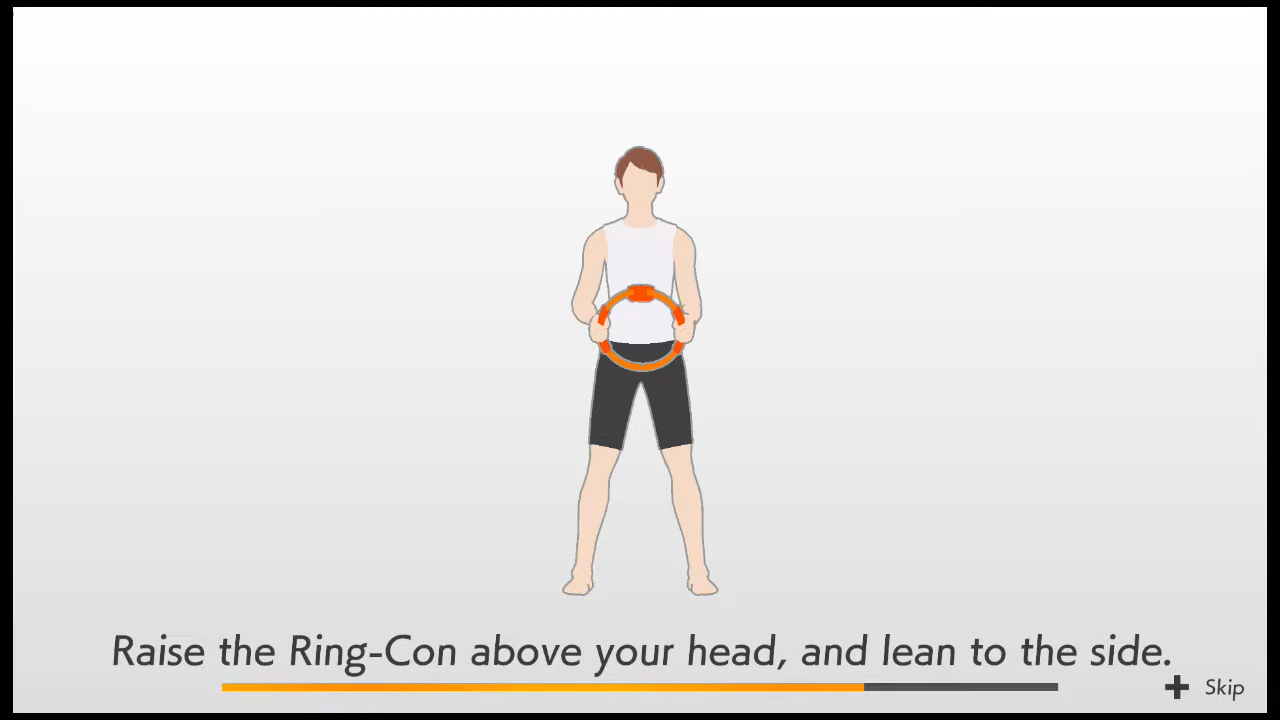 Raise the Ring-Con above your head, and lean to the side.
Skip